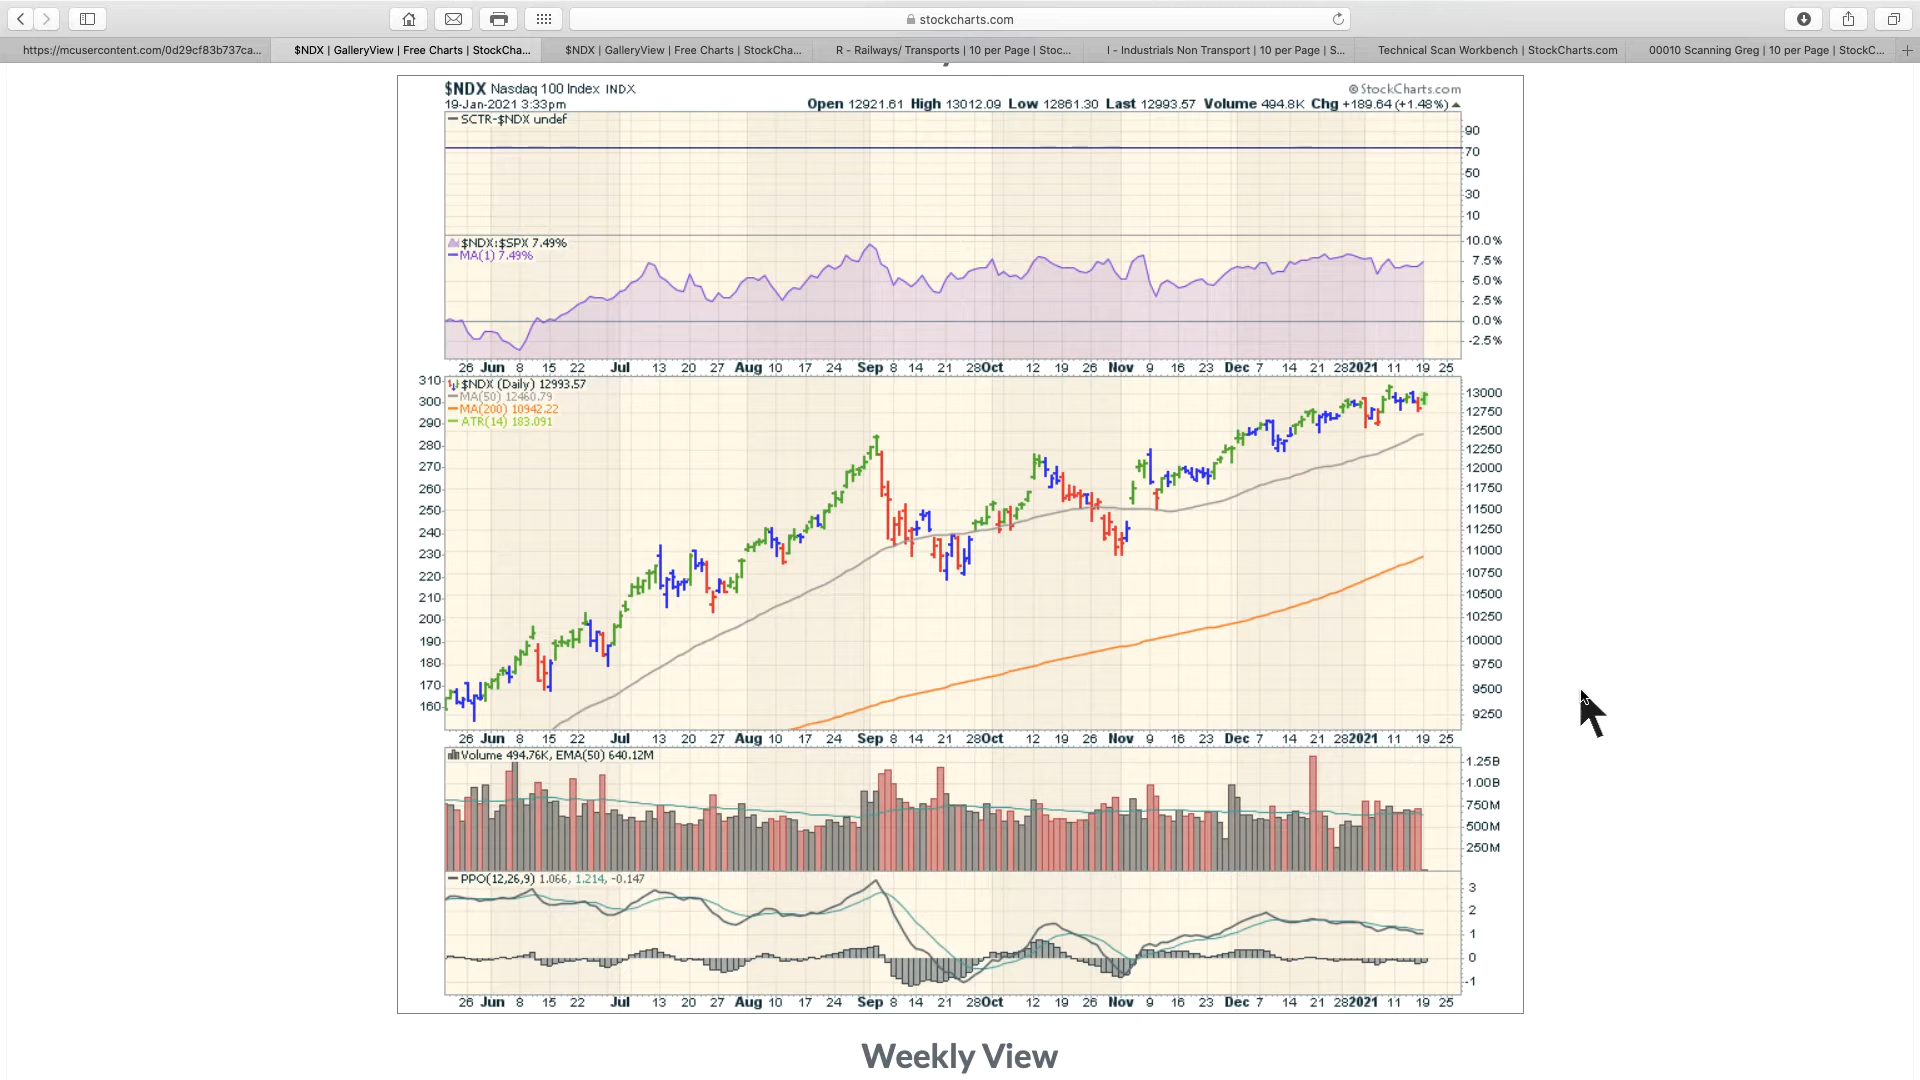 stockcharts.com
https://mcusercontent.com/0d29cf83b737ca...
$NDX | GalleryView | Free Charts | StockCha...
$NDX | GalleryView | Free Charts | StockCha...
R - Railways/ Transports | 10 per Page | Stoc...
I - Industrials Non Transport | 10 per Page | S...
Technical Scan Workbench | StockCharts.com
00010 Scanning Greg | 10 per Page | StockC...
$NDX Nasdaq 100 Index INDX
© StockCharts.com
19-Jan-2021 3:33pm
Open 12921.61 High 13012.09 Low 12861.30 Last 12993.57 Volume 494.8K Chg +189.64 (+1.48%)
SCTR-$NDX undef
90
70
50
30
10
$NDX:$SPX 7.49%
MA(1) 7.49%
10.0%
7.5%
5.0%
2.5%
0.0%
-2.5%
26 Jun 8 15 22 Jul 13 20 27 Aug 10 17 24 Sep 8 14 21 28 Oct 12 19 26 Nov 9 16 23 Dec 7 14 21 28 2021 11 19 25
$NDX (Daily) 12993.57
MA(50) 12460.79
MA(200) 10942.22
ATR(14) 183.091
310
300
290
280
270
260
250
240
230
220
210
200
190
180
170
160
13000
12750
12500
12250
12000
11750
11500
11250
11000
10750
10500
10250
10000
9750
9500
9250
26 Jun 8 15 22 Jul 13 20 27 Aug 10 17 24 Sep 8 14 21 28 Oct 12 19 26 Nov 9 16 23 Dec 7 14 21 28 2021 11 19 25
Volume 494.76K, EMA(50) 640.12M
1.25B
1.00B
750M
500M
250M
PPO(12,26,9) 1.066, 1.214, -0.147
3
2
1
0
-1
26 Jun 8 15 22 Jul 13 20 27 Aug 10 17 24 Sep 8 14 21 28 Oct 12 19 26 Nov 9 16 23 Dec 7 14 21 28 2021 11 19 25
Weekly View